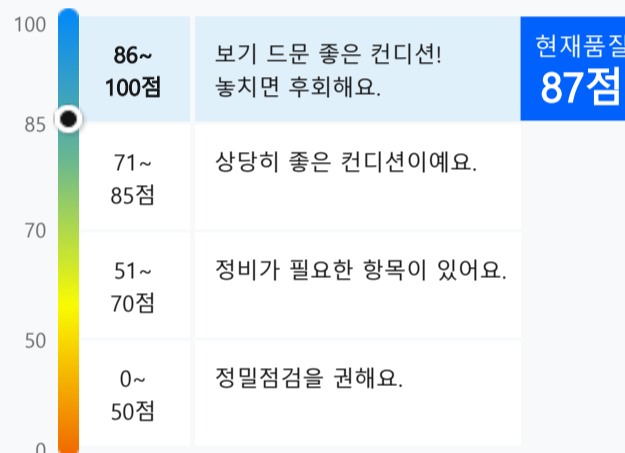 100
86~
100점
보기 드문 좋은 컨디션!
놓치면 후회해요.
현재품질
87점
85
71~
85점
상당히 좋은 컨디션이예요.
70
51~
70점
정비가 필요한 항목이 있어요.
50
0~
50점
정밀점검을 권해요.
0